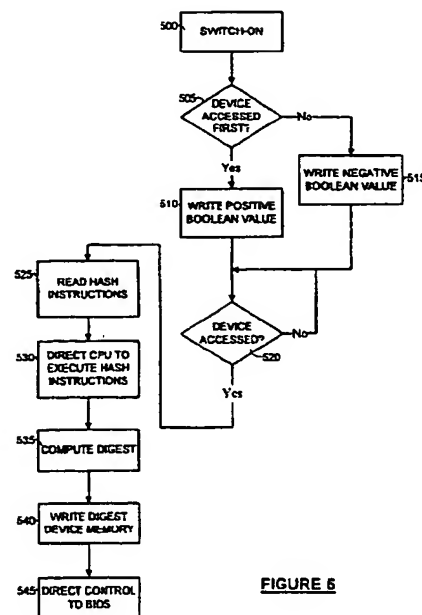 500
SWITCH-ON
505
DEVICE
ACCESSED
FIRST?
No
Yes
510
WRITE POSITIVE
BOOLEAN VALUE
WRITE NEGATIVE
BOOLEAN VALUE
515
525
READ HASH
INSTRUCTIONS
DEVICE
ACCESSED?
No
520
Yes
530
DIRECT CPU TO
EXECUTE HASH
INSTRUCTIONS
535
COMPUTE DIGEST
540
WRITE DIGEST
DEVICE MEMORY
545
DIRECT CONTROL
TO BIOS
FIGURE 5